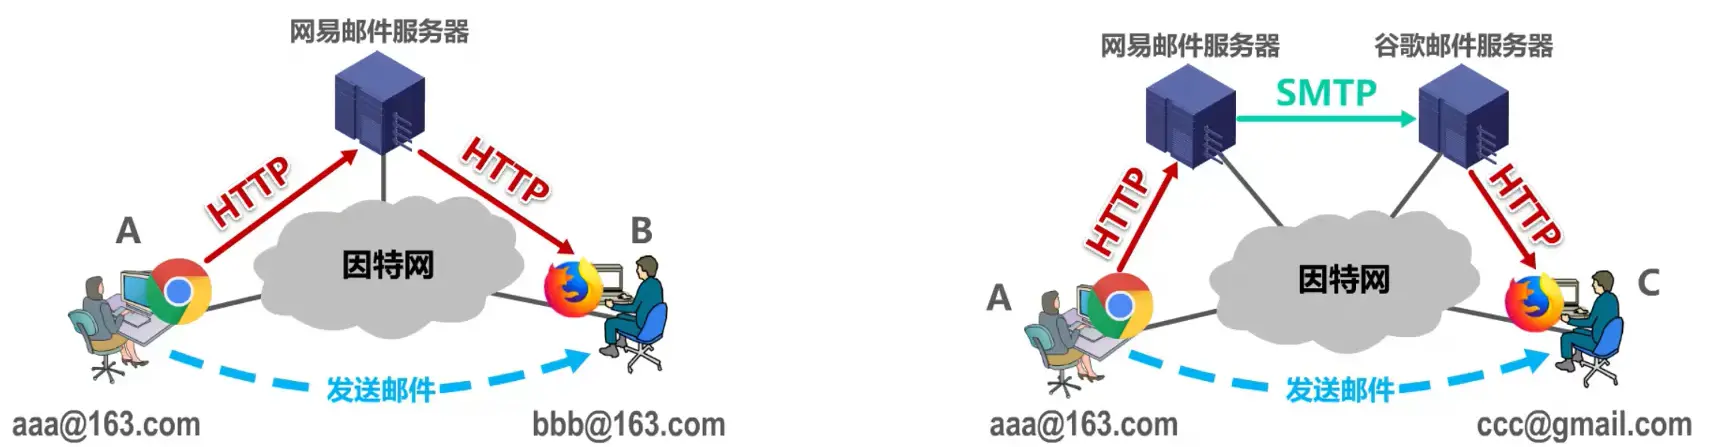 网易邮件服务器
HTTP
HTTP
A
B
因特网
发送邮件
aaa@163.com
bbb@163.com
网易邮件服务器
谷歌邮件服务器
SMTP
HTTP
HTTP
A
C
因特网
发送邮件
aaa@163.com
ccc@gmail.com